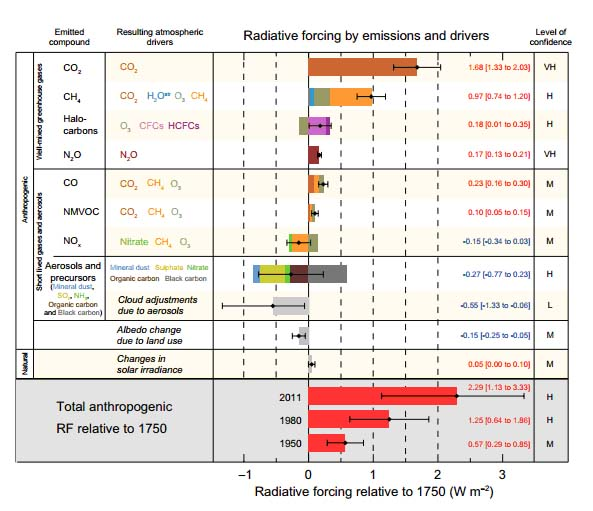 Emitted compound
Resulting atmospheric drivers
Radiative forcing by emissions and drivers
Level of confidence
Anthropogenic
Well-mixed greenhouse gases
CO₂ CO₂ 1.68 [1.33 to 2.03] VH
CH₄ CO₂ H₂Oˢᵗʳ O₃ CH₄ 0.97 [0.74 to 1.20] H
Halo-carbons O₃ CFCs HCFCs 0.18 [0.01 to 0.35] H
N₂O N₂O 0.17 [0.13 to 0.21] VH
Short lived gases and aerosols
CO CO₂ CH₄ O₃ 0.23 [0.16 to 0.30] M
NMVOC CO₂ CH₄ O₃ 0.10 [0.05 to 0.15] M
NOₓ Nitrate CH₄ O₃ -0.15 [-0.34 to 0.03] M
Aerosols and precursors
(Mineral dust,
SO₂, NH₃,
Organic carbon
and Black carbon)
Mineral dust Sulphate Nitrate
Organic carbon Black carbon
-0.27 [-0.77 to 0.23] H
Cloud adjustments
due to aerosols
-0.55 [-1.33 to -0.06] L
Albedo change
due to land use
-0.15 [-0.25 to -0.05] M
Natural
Changes in
solar irradiance
0.05 [0.00 to 0.10] M
Total anthropogenic
RF relative to 1750
2011 2.29 [1.13 to 3.33] H
1980 1.25 [0.64 to 1.86] H
1950 0.57 [0.29 to 0.85] M
−1 0 1 2 3
Radiative forcing relative to 1750 (W m⁻²)